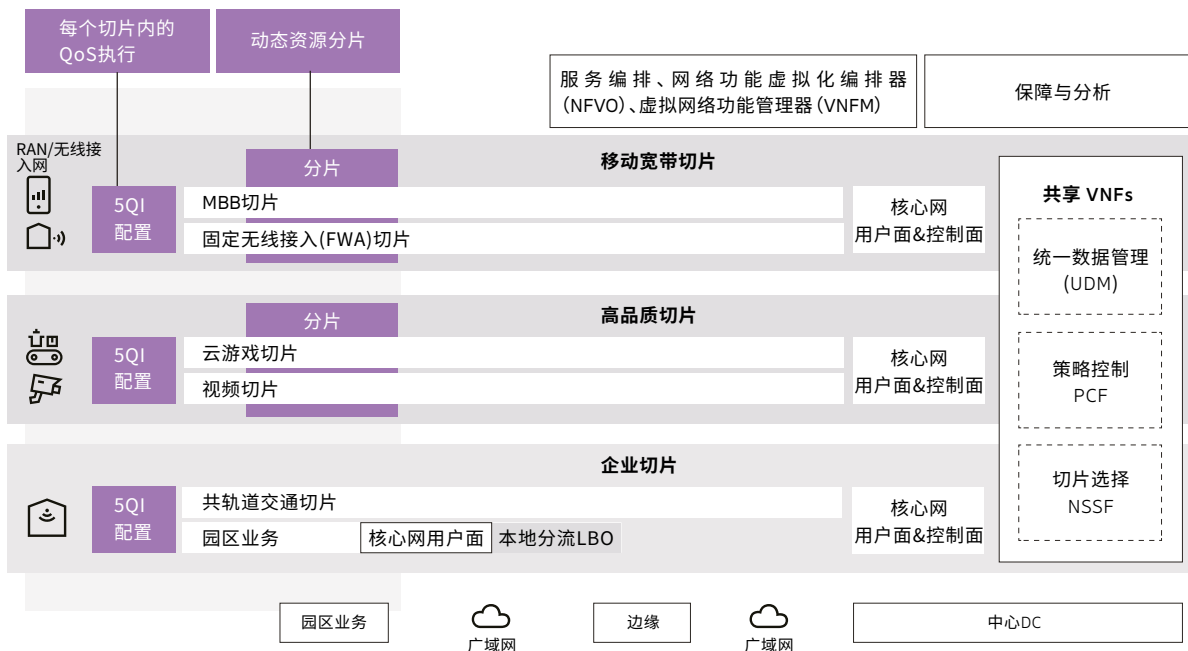 每个切片内的
QoS执行
动态资源分片
服务编排、网络功能虚拟化编排器
(NFVO)、虚拟网络功能管理器(VNFM)
保障与分析
RAN/无线接
入网
分片
移动宽带切片
5QI
配置
MBB切片
固定无线接入(FWA)切片
核心网
用户面&控制面
共享 VNFs
统一数据管理
(UDM)
策略控制
PCF
切片选择
NSSF
分片
高品质切片
5QI
配置
云游戏切片
视频切片
核心网
用户面&控制面
企业切片
5QI
配置
共轨道交通切片
园区业务
核心网用户面
本地分流LBO
核心网
用户面&控制面
园区业务
广域网
边缘
广域网
中心DC